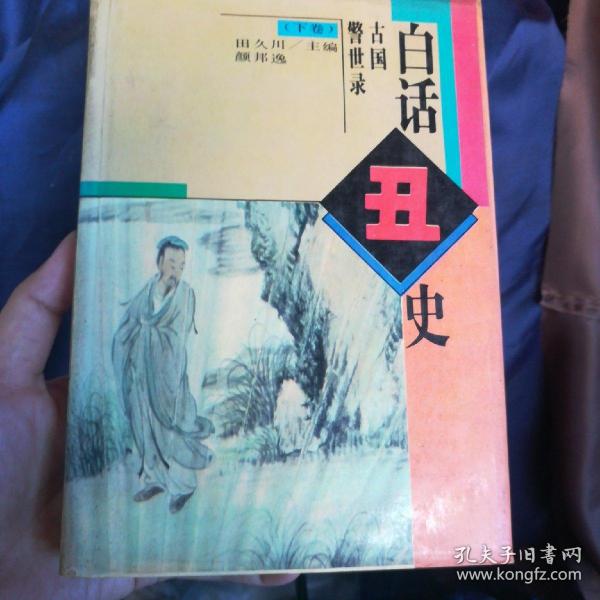 白话丑史
古国
警世录
（下卷）
田久川／主编
颜邦逸
孔夫子旧书网
www.kongfz.com